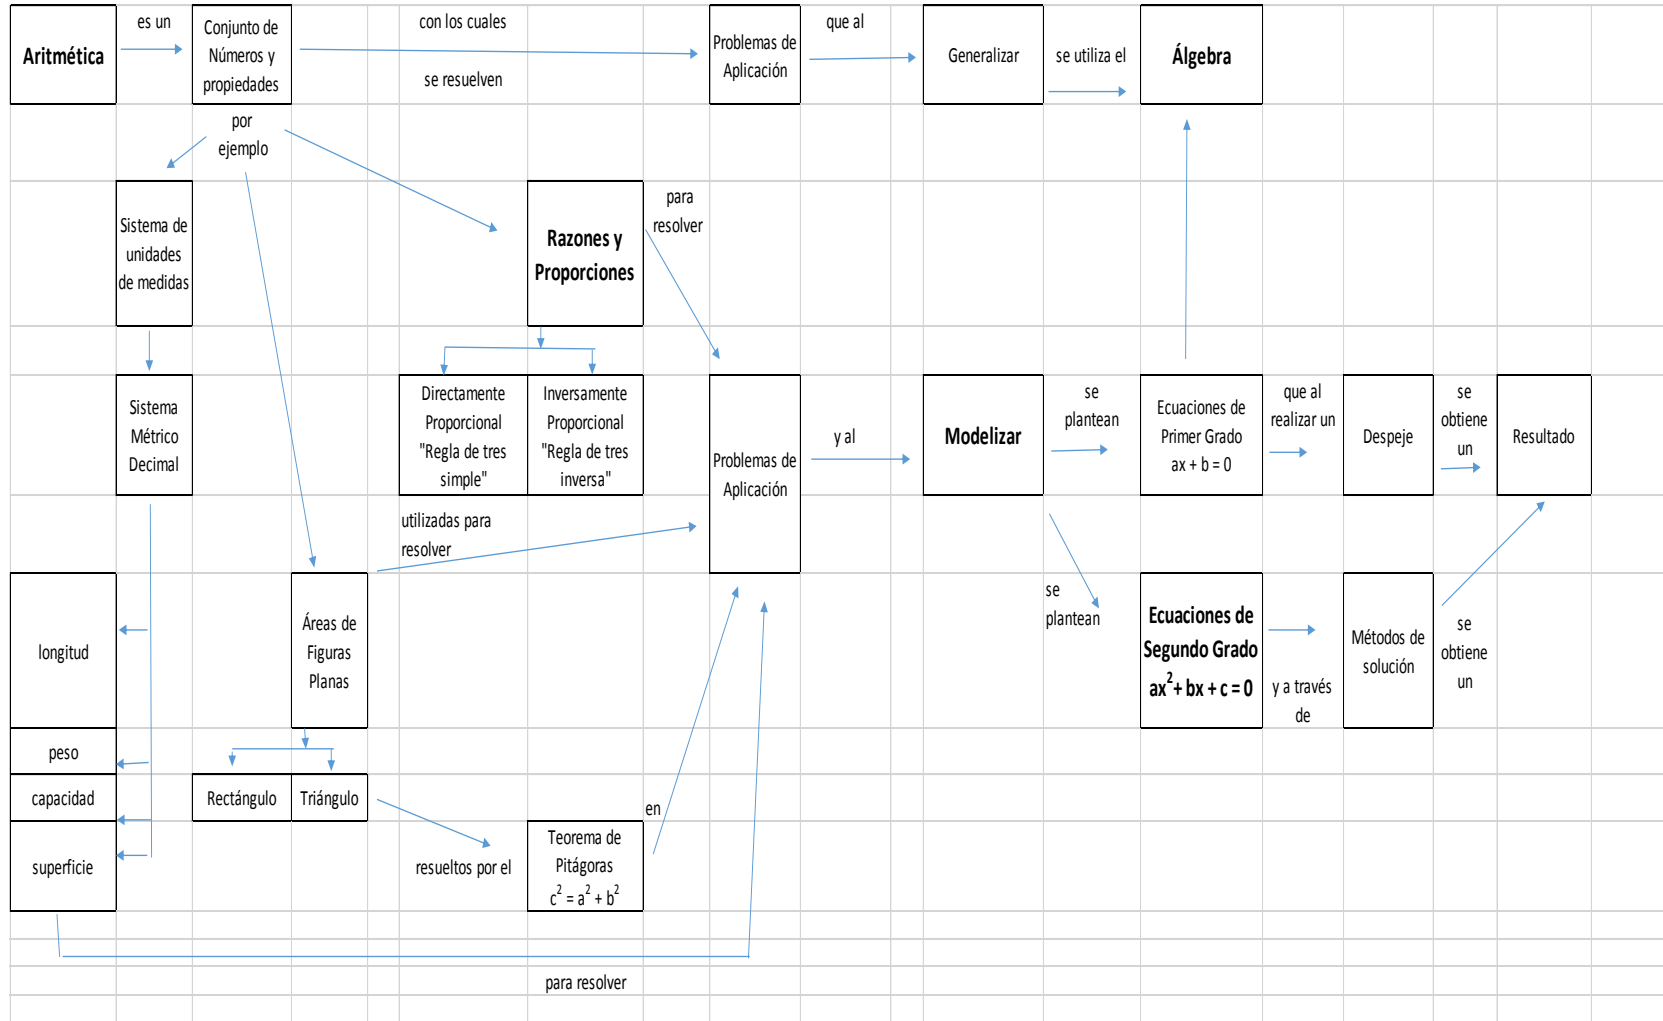 Aritmética
es un
Conjunto de
Números y
propiedades
con los cuales
se resuelven
Problemas de
Aplicación
que al
Generalizar
se utiliza el
Álgebra
por
ejemplo
Sistema de
unidades
de medidas
Razones y
Proporciones
para
resolver
Sistema
Métrico
Decimal
Directamente
Proporcional
"Regla de tres
simple"
Inversamente
Proporcional
"Regla de tres
inversa"
Problemas de
Aplicación
y al
Modelizar
se
plantean
Ecuaciones de
Primer Grado
ax + b = 0
que al
realizar un
Despeje
se
obtiene
un
Resultado
utilizadas para
resolver
longitud
Áreas de
Figuras
Planas
se
plantean
Ecuaciones de
Segundo Grado
ax² + bx + c = 0
y a través
de
Métodos de
solución
se
obtiene
un
peso
capacidad
Rectángulo
Triángulo
superficie
resueltos por el
Teorema de
Pitágoras
c² = a² + b²
en
para resolver